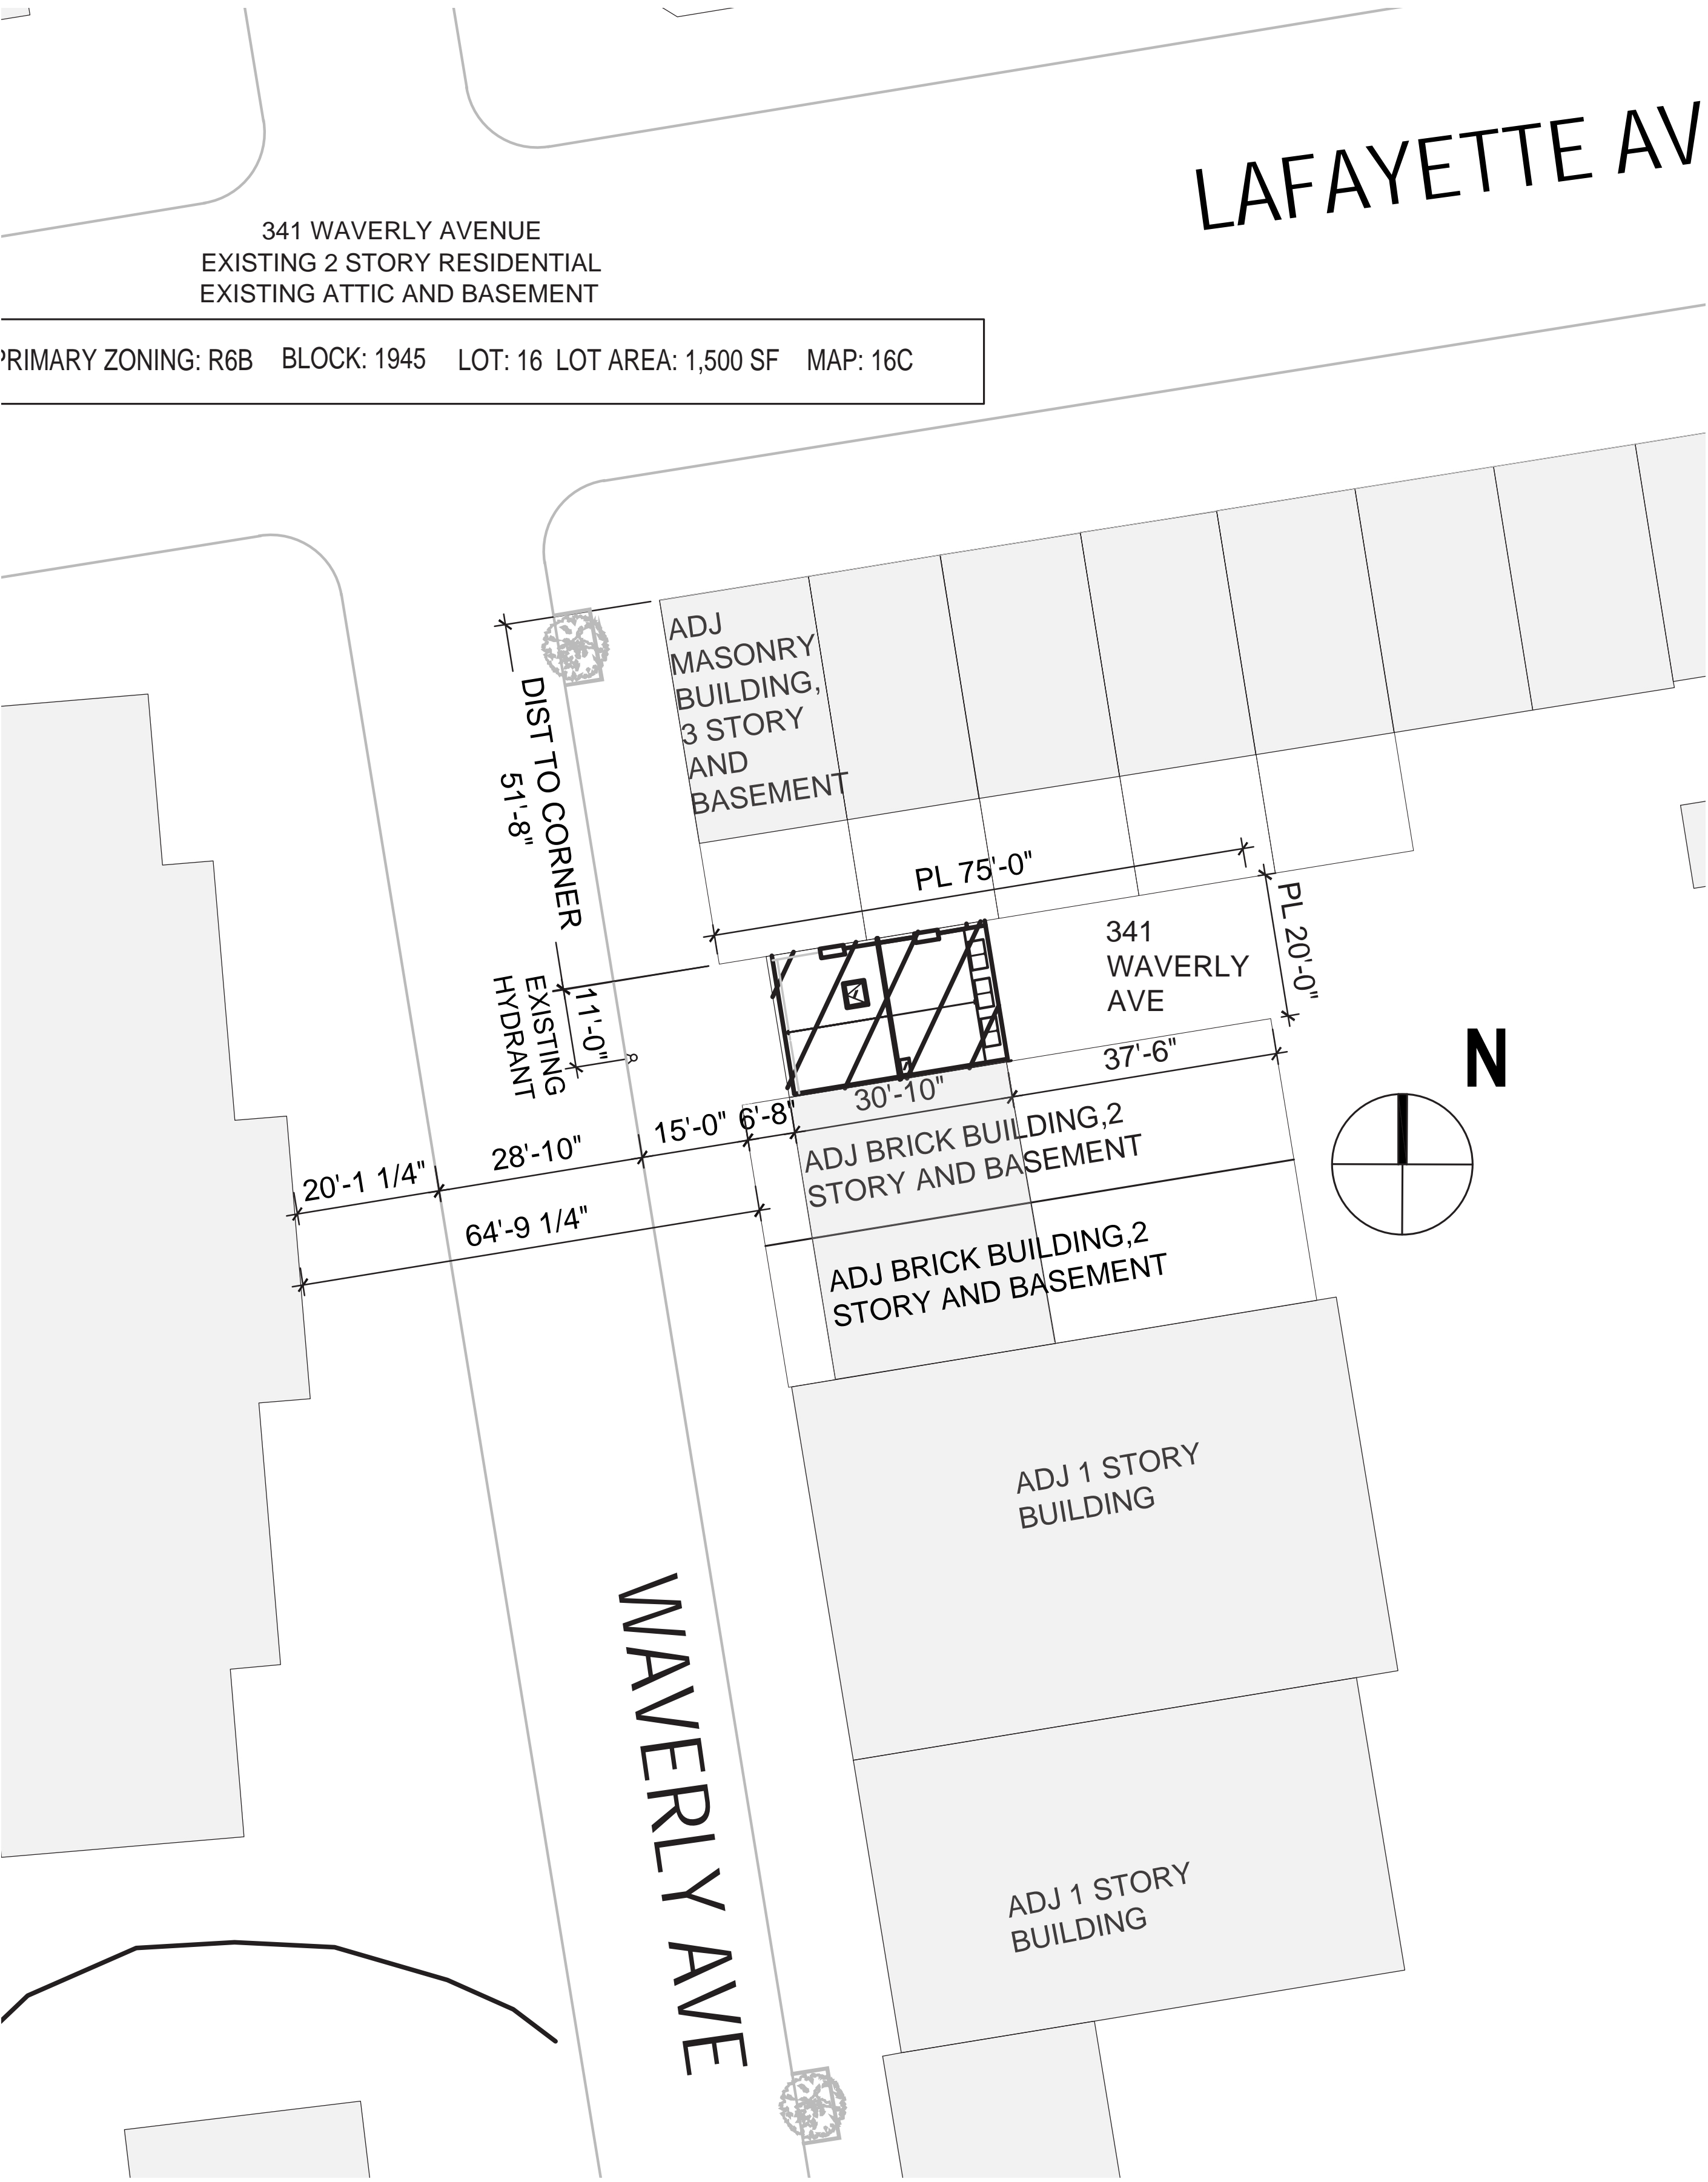 LAFAYETTE AV
341 WAVERLY AVENUE
EXISTING 2 STORY RESIDENTIAL
EXISTING ATTIC AND BASEMENT
PRIMARY ZONING: R6B BLOCK: 1945 LOT: 16 LOT AREA: 1,500 SF MAP: 16C
ADJ
MASONRY
BUILDING,
3 STORY
AND
BASEMENT
DIST TO CORNER
51'-8"
PL 75'-0"
PL 20'-0"
341
WAVERLY
AVE
EXISTING
HYDRANT
11'-0"
N
37'-6"
30'-10"
6'-8"
15'-0"
28'-10"
20'-1 1/4"
64'-9 1/4"
ADJ BRICK BUILDING,2
STORY AND BASEMENT
ADJ BRICK BUILDING,2
STORY AND BASEMENT
ADJ 1 STORY
BUILDING
WAVERLY AVE
ADJ 1 STORY
BUILDING